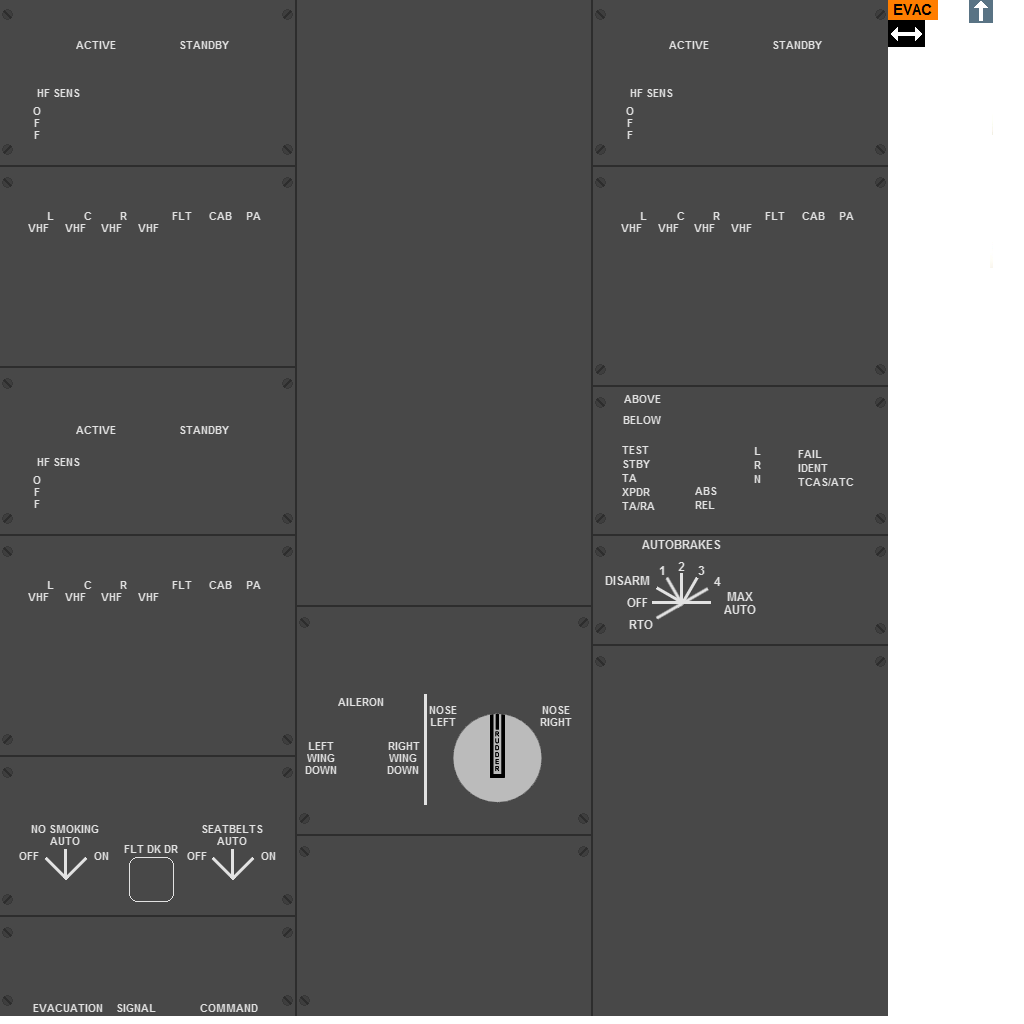 ACTIVE STANDBY
HF SENS
O
F
F
L C R FLT CAB PA
VHF VHF VHF VHF
ACTIVE STANDBY
HF SENS
O
F
F
L C R FLT CAB PA
VHF VHF VHF VHF
NO SMOKING
AUTO
OFF ON
FLT DK DR
SEATBELTS
AUTO
OFF ON
EVACUATION SIGNAL COMMAND
AILERON
LEFT
WING
DOWN
RIGHT
WING
DOWN
NOSE
LEFT
RUDDER
NOSE
RIGHT
ACTIVE STANDBY
HF SENS
O
F
F
L C R FLT CAB PA
VHF VHF VHF VHF
ABOVE
BELOW
TEST
STBY
TA
XPDR
TA/RA
ABS
REL
L
R
N
FAIL
IDENT
TCAS/ATC
AUTOBRAKES
1 2 3
DISARM 4
OFF MAX
AUTO
RTO
EVAC